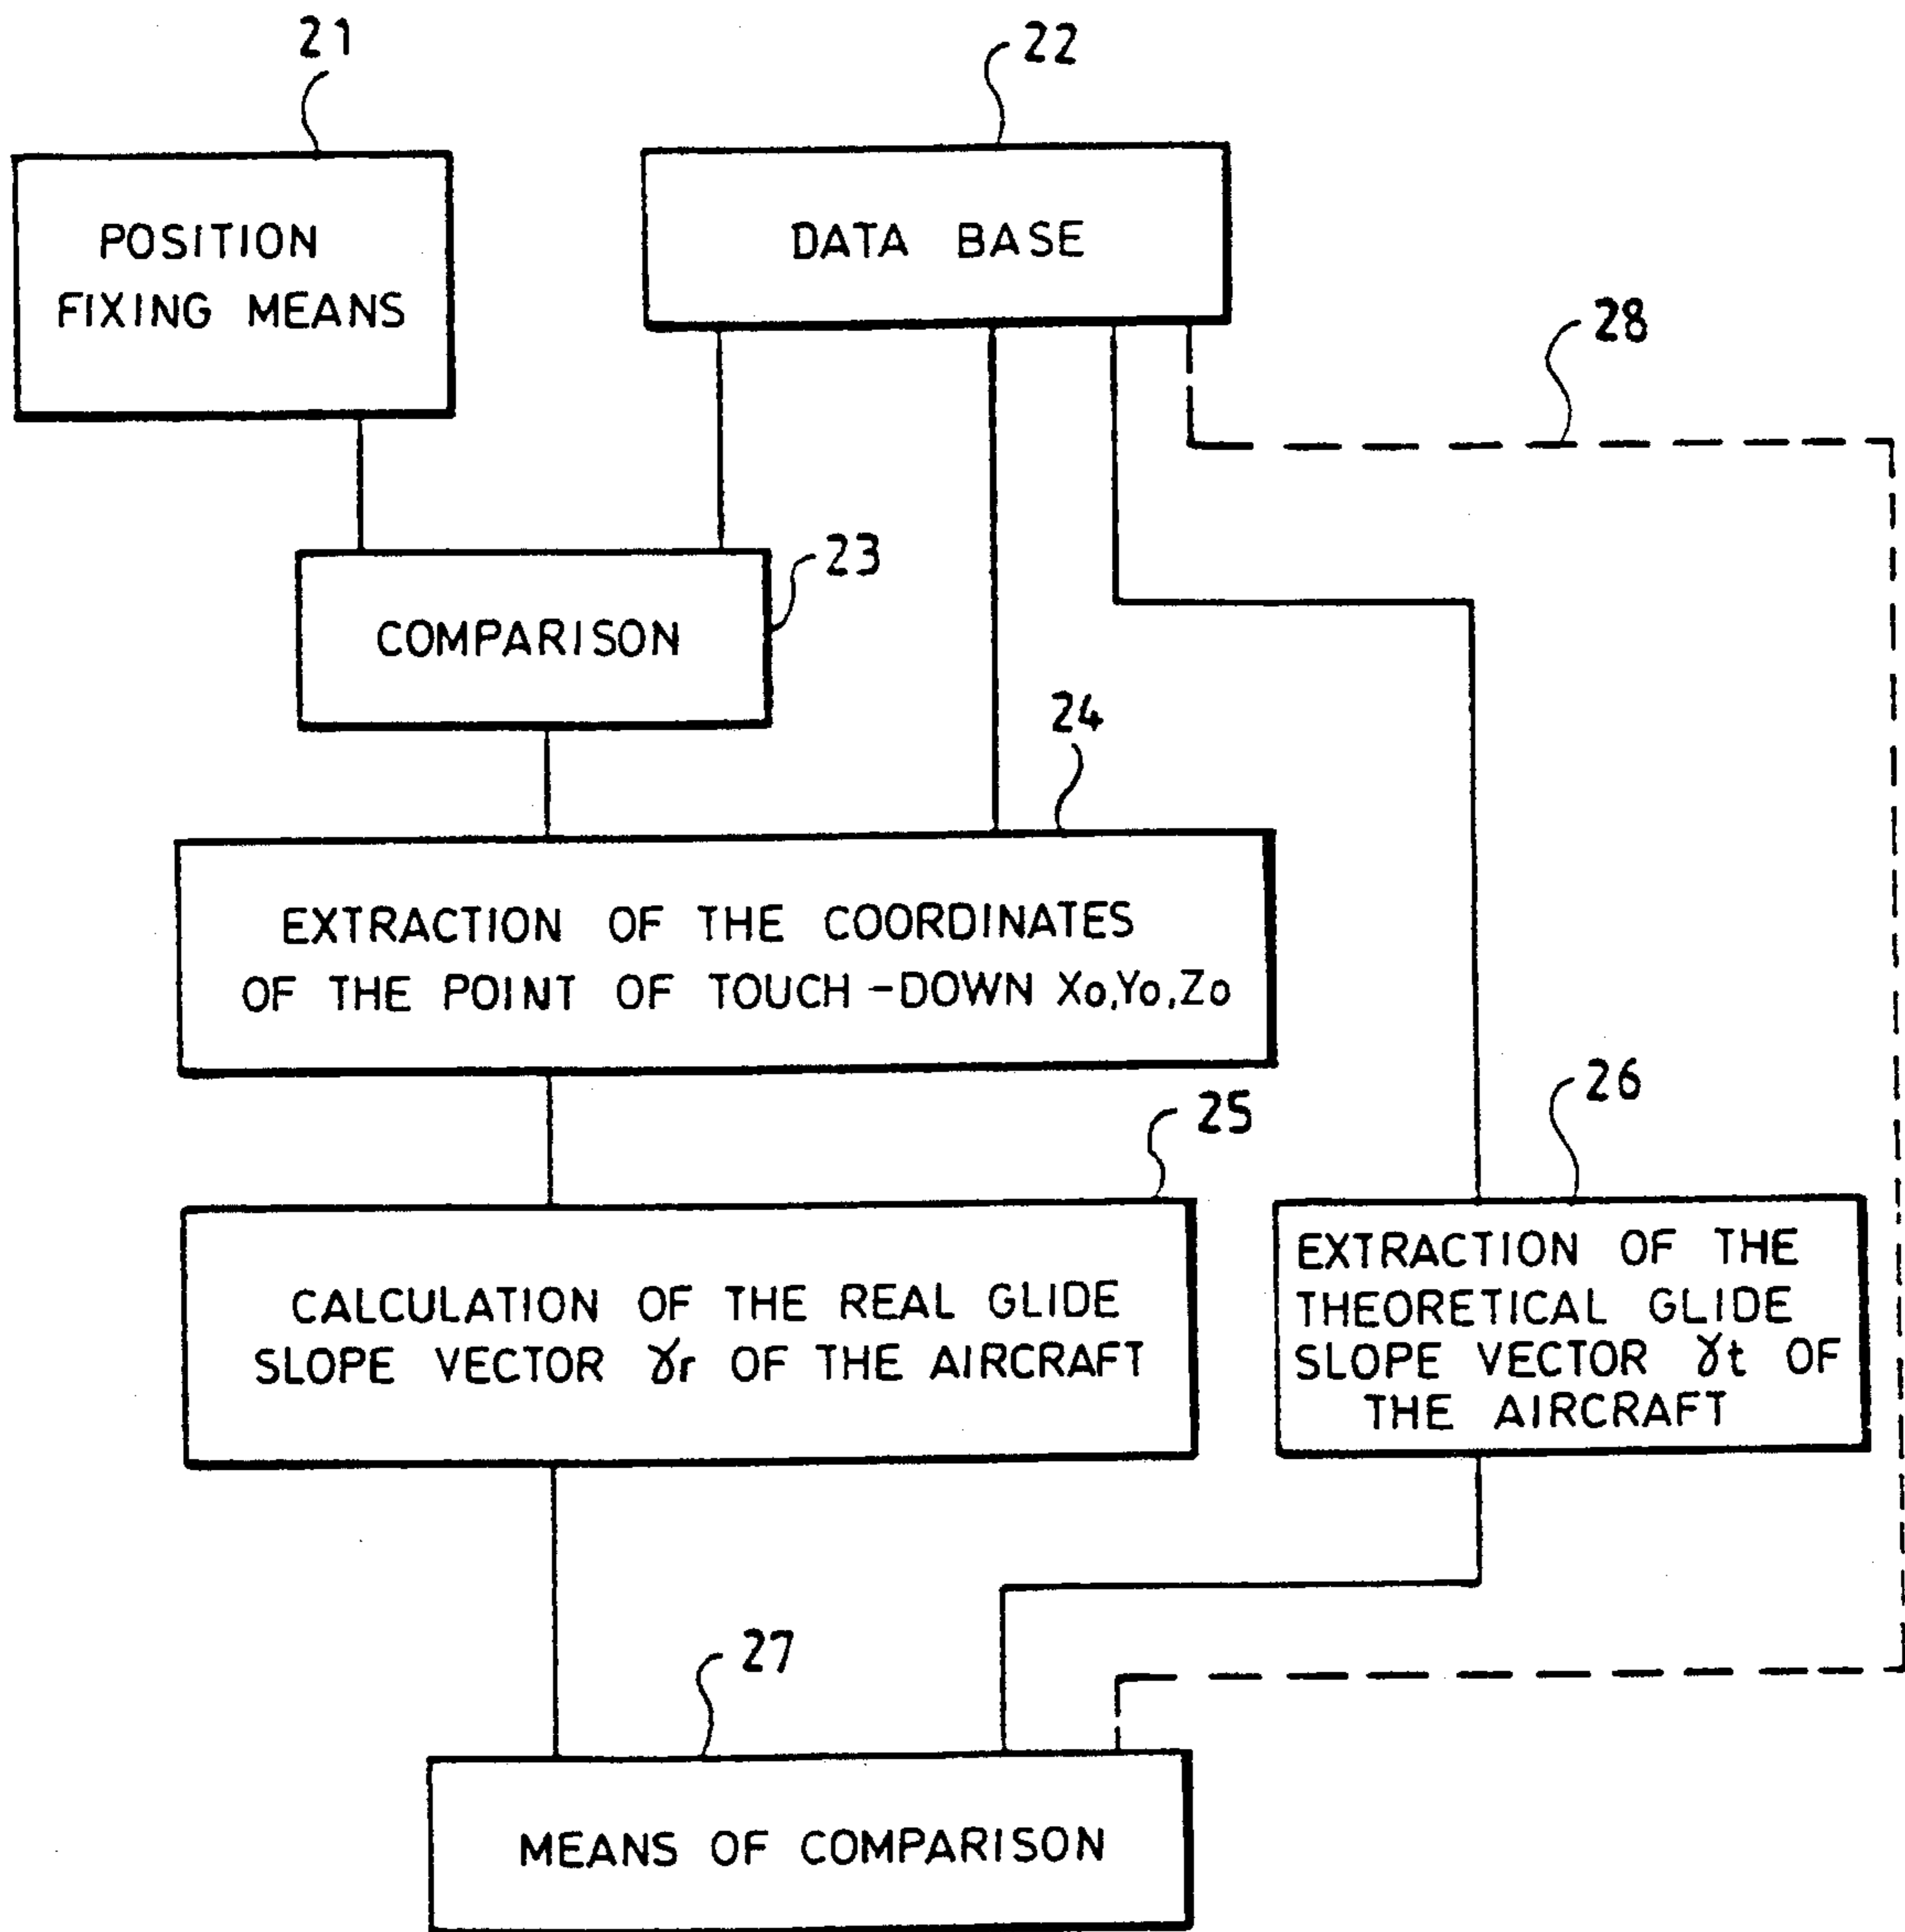 21
22
POSITION
FIXING MEANS
DATA BASE
28
23
COMPARISON
24
EXTRACTION OF THE COORDINATES
OF THE POINT OF TOUCH-DOWN Xo,Yo,Zo
25
26
CALCULATION OF THE REAL GLIDE
SLOPE VECTOR γr OF THE AIRCRAFT
EXTRACTION OF THE
THEORETICAL GLIDE
SLOPE VECTOR γt OF
THE AIRCRAFT
27
MEANS OF COMPARISON